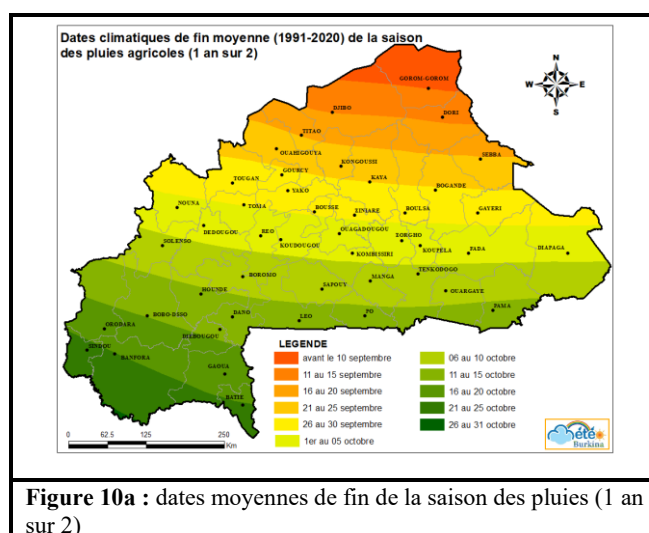 Dates climatiques de fin moyenne (1991-2020) de la saison
des pluies agricoles (1 an sur 2)
N
W E
S
GOROM-GOROM
DJIBO
DORI
TITAO
OUAHIGOUYA
KONGOUSSI
SEBBA
GOURCY
TOUGAN
KAYA
YAKO
BOGANDE
NOUNA
TOMA
BOUSSE
ZINIARE
BOULSA
GAYERI
DEDOUGOU
REO
OUAGADOUGOU
SOLENSO
KOUDOUGOU
ZORGHO
KOUPELA
FADA
DIAPAGA
KOMBISSIRI
BOROMO
TENKODOGO
HOUNDE
SAPOUY
MANGA
OUARGAYE
BOBO-DSSO
DANO
LEO
PO
PAMA
ORODARA
DIEBOUGOU
SINDOU
BANFORA
GAOUA
BATIE
LEGENDE
avant le 10 septembre
06 au 10 octobre
11 au 15 septembre
11 au 15 octobre
16 au 20 septembre
16 au 20 octobre
21 au 25 septembre
21 au 25 octobre
26 au 30 septembre
26 au 31 octobre
1er au 05 octobre
0 62.5 125 250
Km
météo
Burkina
Figure 10a : dates moyennes de fin de la saison des pluies (1 an
sur 2)